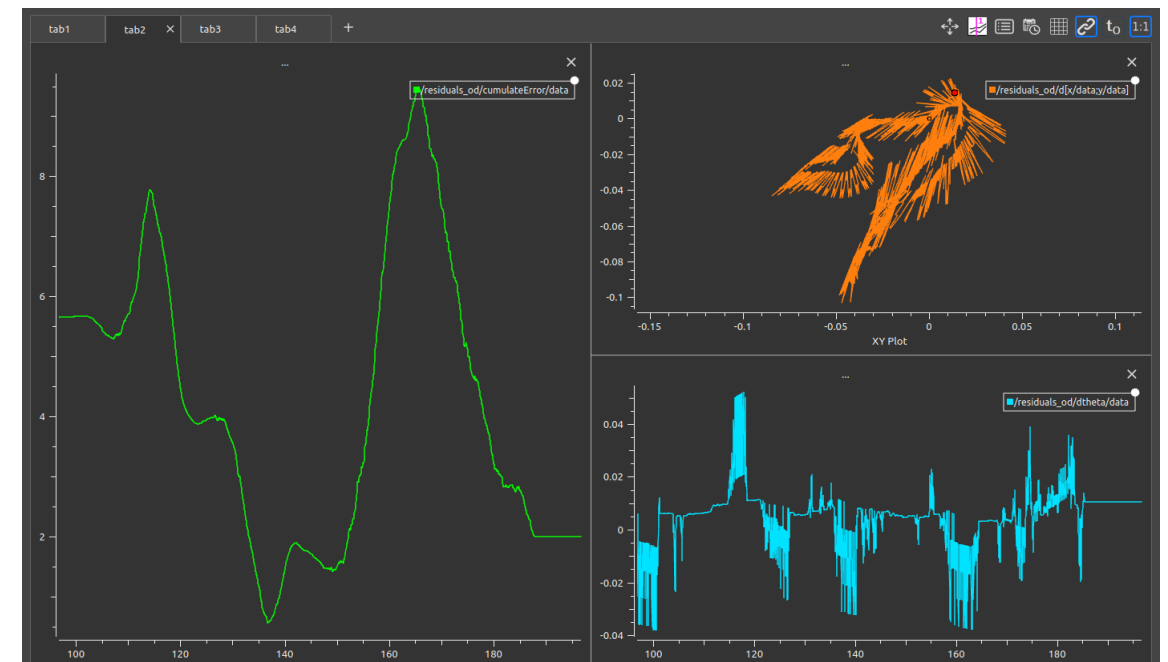 tab1 tab2 × tab3 tab4 +
t0 1:1
... ×
/residuals_od/cumulateError/data
8
6
4
2
100 120 140 160 180
... ×
/residuals_od/d[x/data;y/data]
0.02
0
-0.02
-0.04
-0.06
-0.08
-0.1
-0.15 -0.1 -0.05 0 0.05 0.1
XY Plot
... ×
/residuals_od/dtheta/data
0.04
0.02
0
-0.02
-0.04
100 120 140 160 180